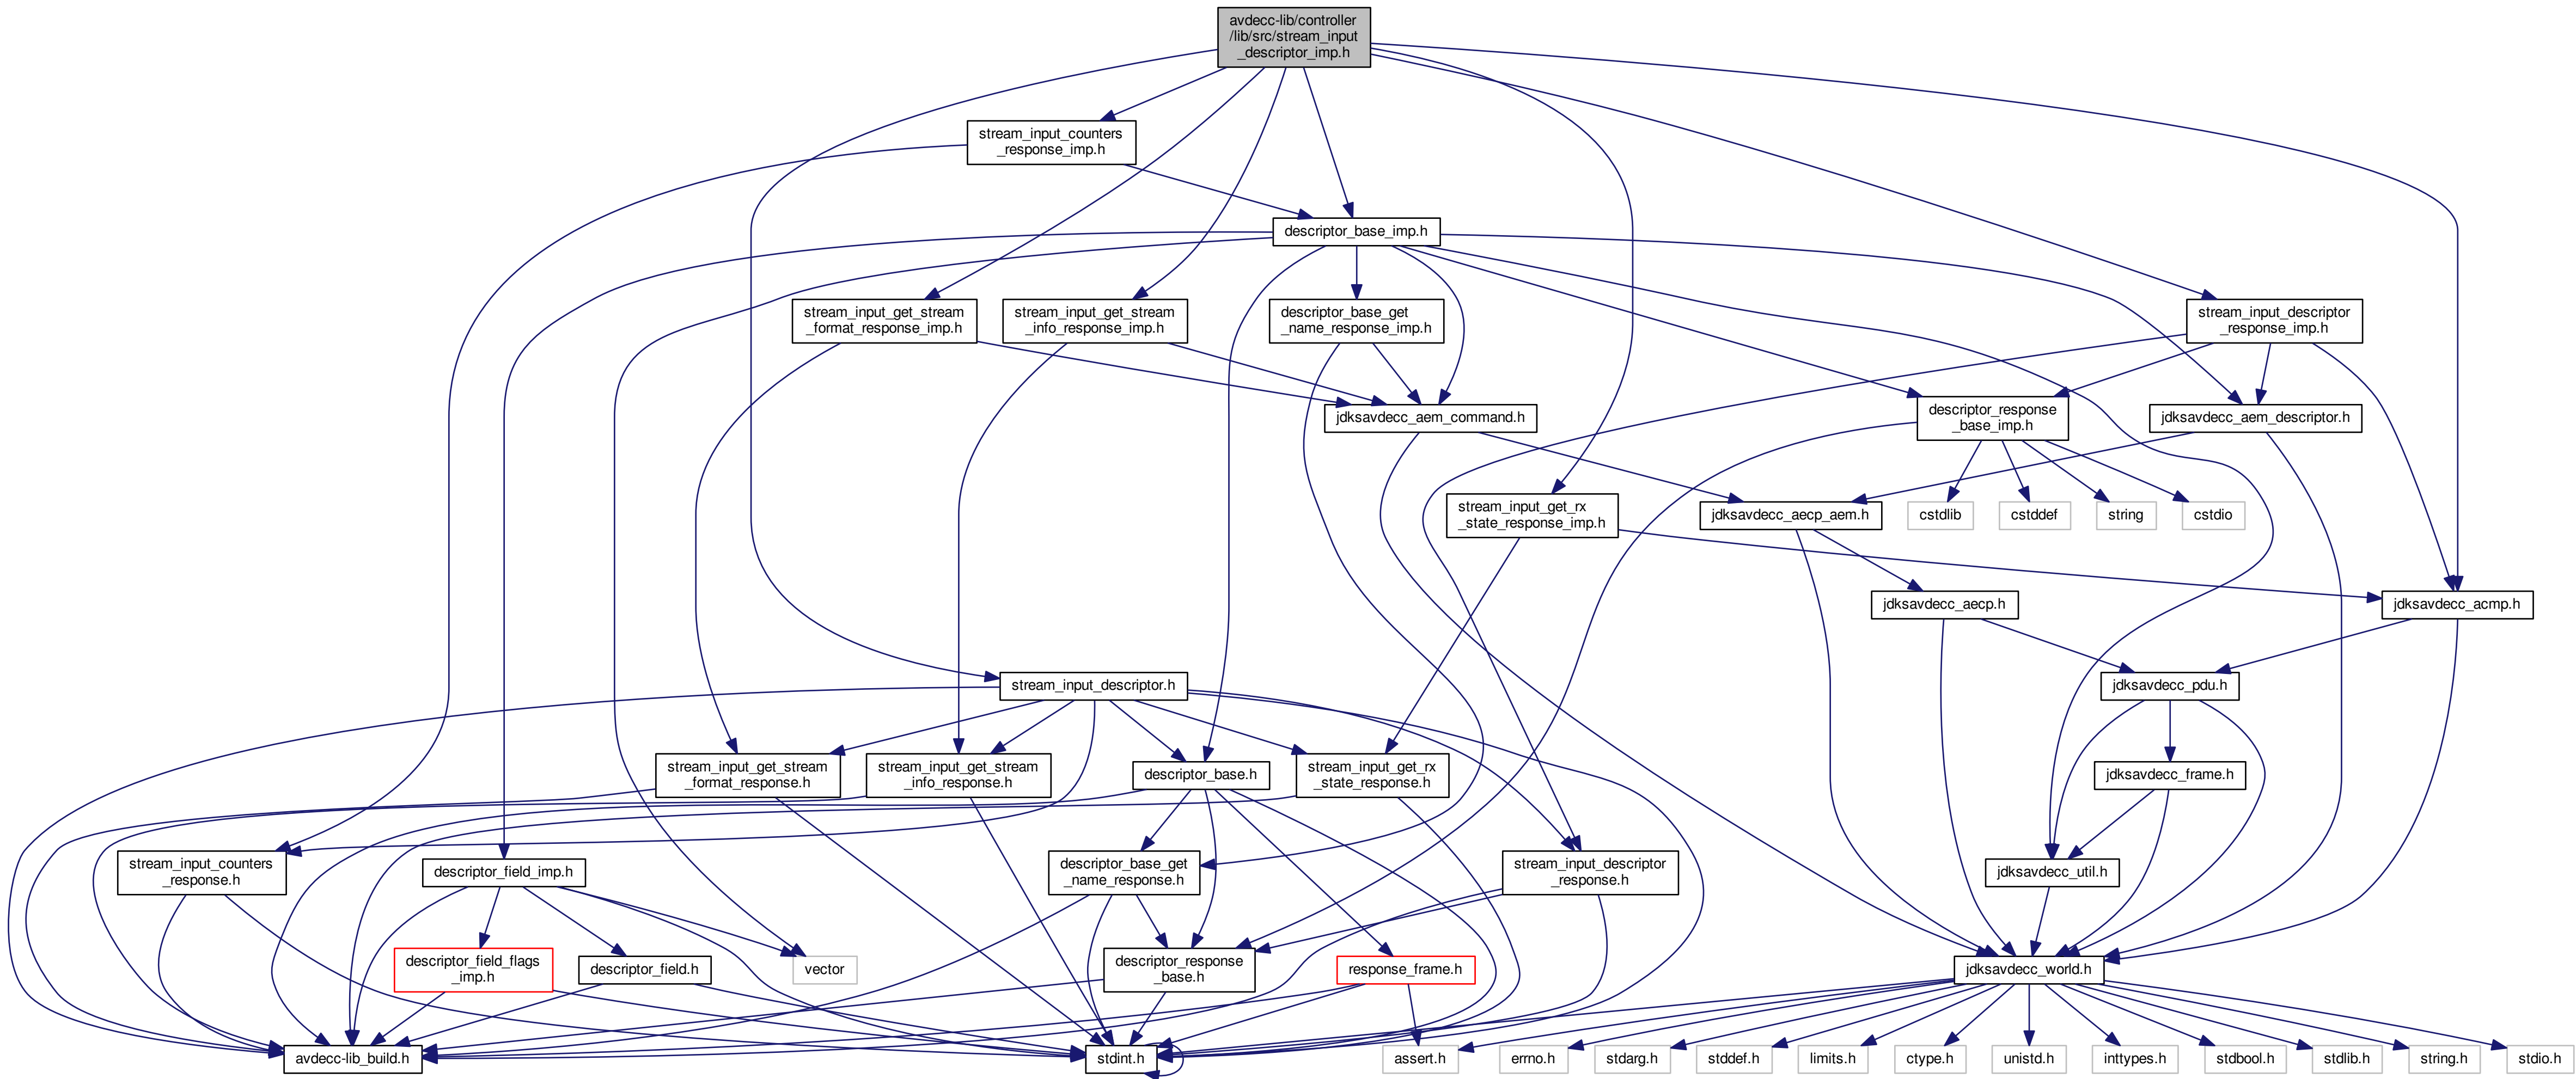 avdecc-lib/controller
/lib/src/stream_input
_descriptor_imp.h
stream_input_counters
_response_imp.h
descriptor_base_imp.h
stream_input_get_stream
_format_response_imp.h
stream_input_get_stream
_info_response_imp.h
descriptor_base_get
_name_response_imp.h
stream_input_descriptor
_response_imp.h
jdksavdecc_aem_command.h
descriptor_response
_base_imp.h
jdksavdecc_aem_descriptor.h
stream_input_get_rx
_state_response_imp.h
jdksavdecc_aecp_aem.h
cstdlib
cstddef
string
cstdio
jdksavdecc_aecp.h
jdksavdecc_acmp.h
stream_input_descriptor.h
jdksavdecc_pdu.h
stream_input_get_stream
_format_response.h
stream_input_get_stream
_info_response.h
descriptor_base.h
stream_input_get_rx
_state_response.h
jdksavdecc_frame.h
stream_input_counters
_response.h
descriptor_field_imp.h
descriptor_base_get
_name_response.h
stream_input_descriptor
_response.h
jdksavdecc_util.h
descriptor_field_flags
_imp.h
descriptor_field.h
vector
descriptor_response
_base.h
response_frame.h
jdksavdecc_world.h
avdecc-lib_build.h
stdint.h
assert.h
errno.h
stdarg.h
stddef.h
limits.h
ctype.h
unistd.h
inttypes.h
stdbool.h
stdlib.h
string.h
stdio.h